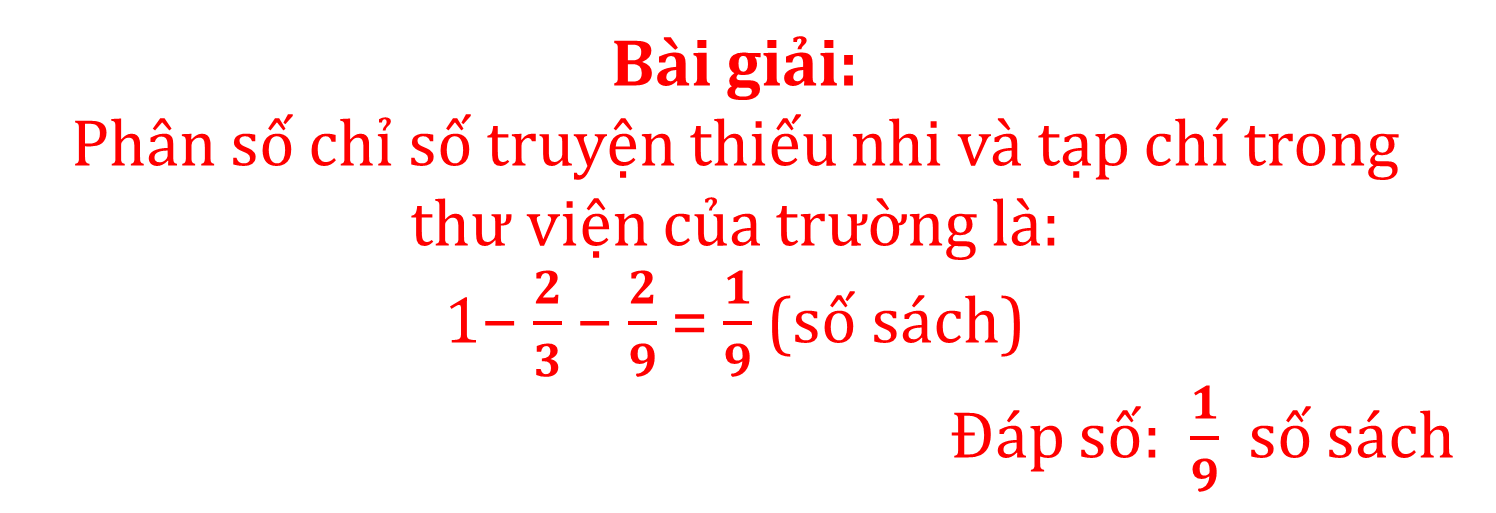 Bài giải:
Phân số chỉ số truyện thiếu nhi và tạp chí trong
thư viện của trường là:
1− 2/3 − 2/9 = 1/9 (số sách)
Đáp số: 1/9 số sách